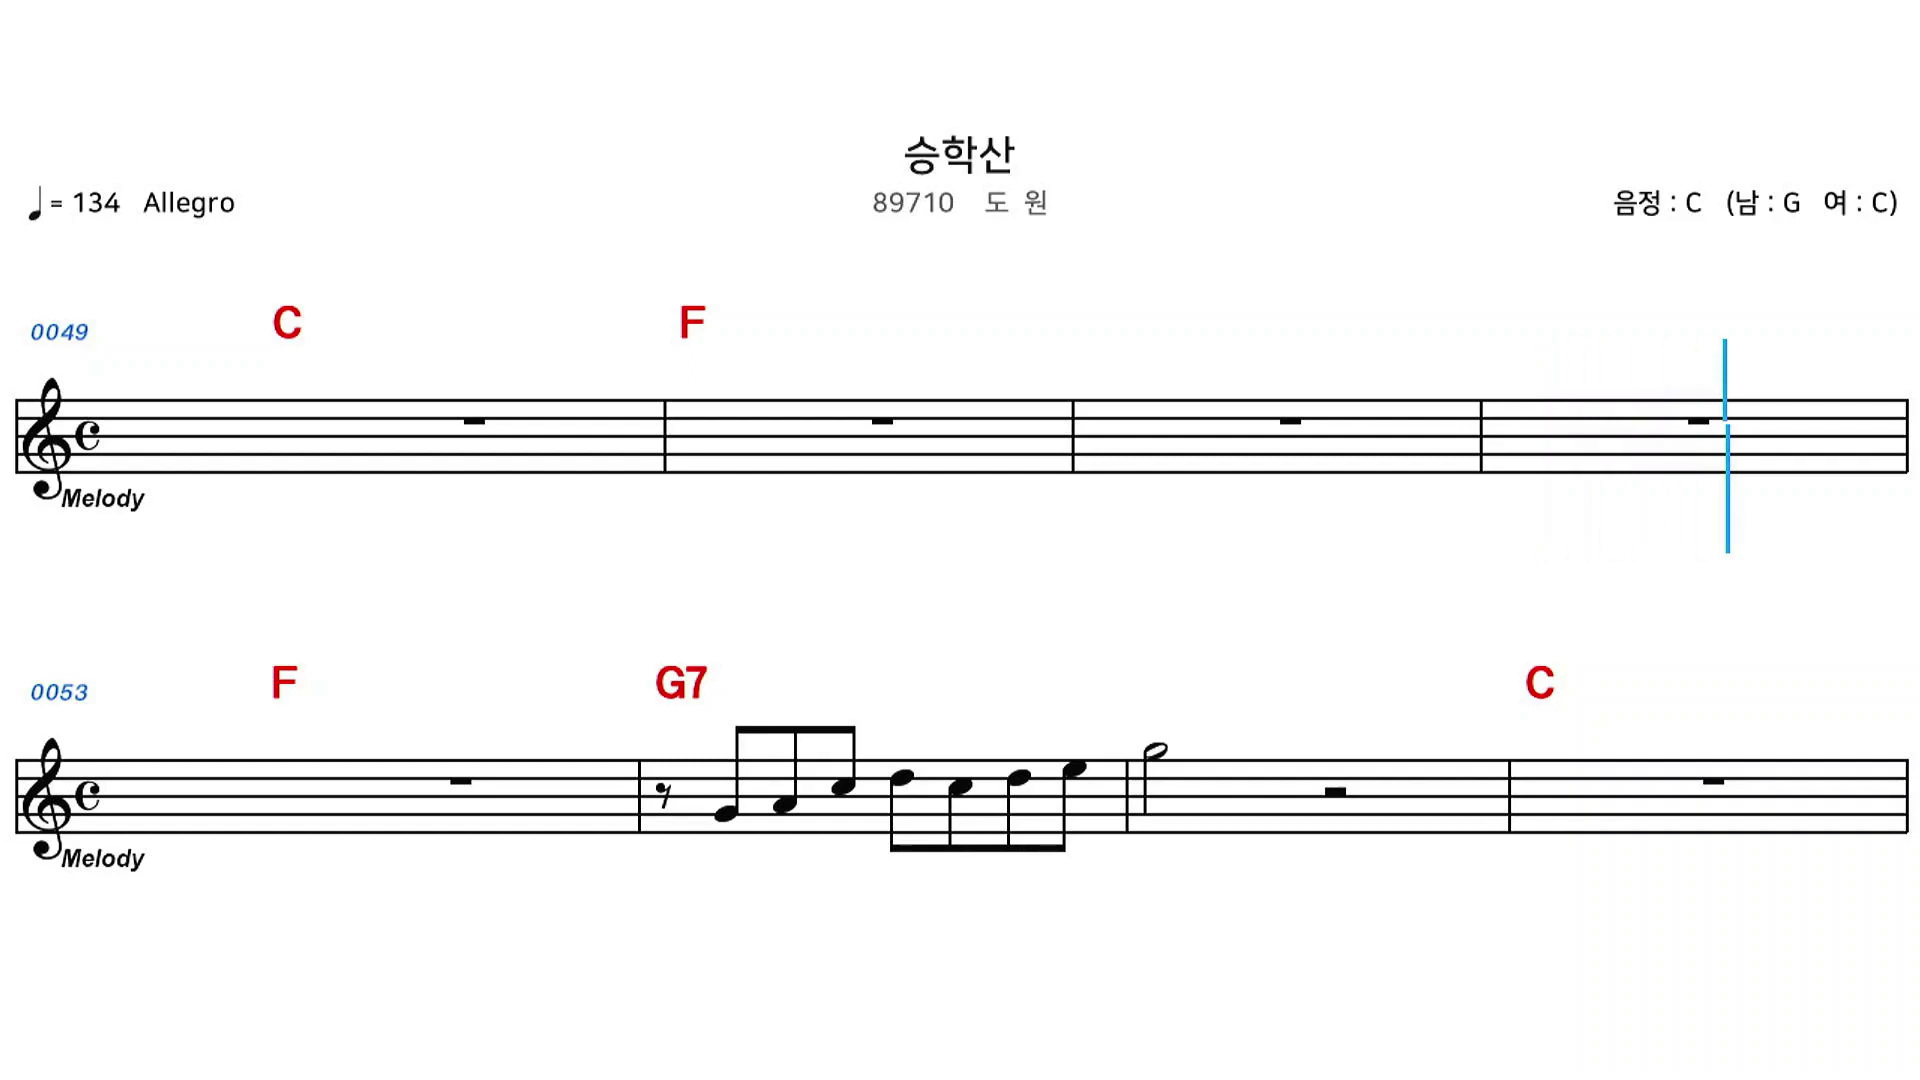 승학산
♩= 134 Allegro 89710 도 원 음정 : C (남 : G 여 : C)
0049 C F
Melody
0053 F G7 C
Melody